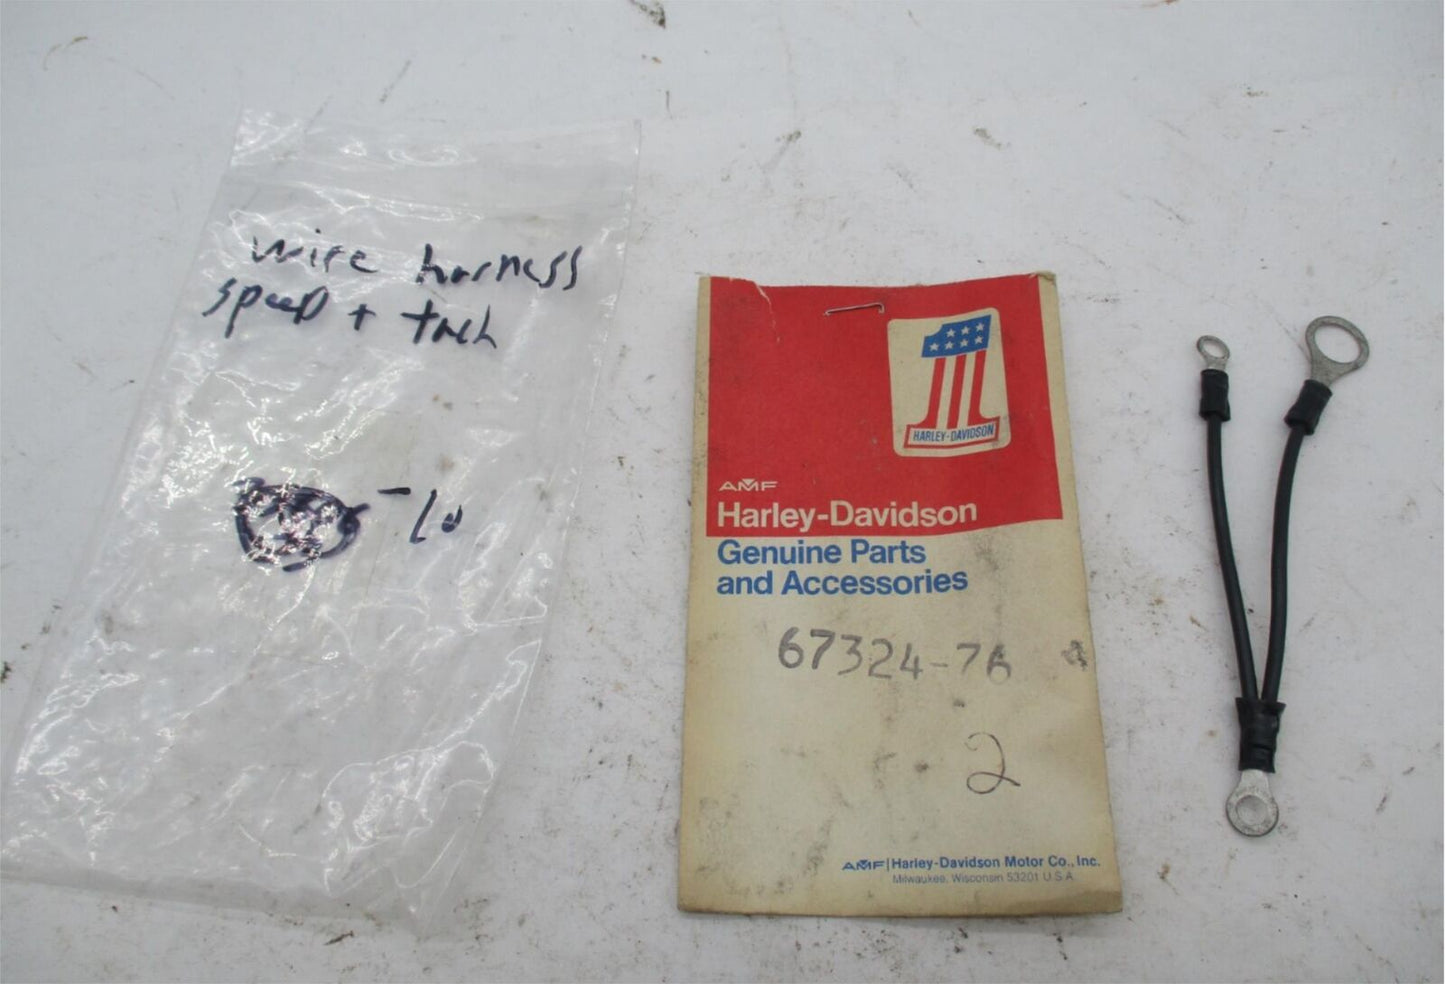 wire harness
speed + tach
-10
HARLEY-DAVIDSON
AMF
Harley-Davidson
Genuine Parts
and Accessories
67324-76
2
AMF | Harley-Davidson Motor Co., Inc.
Milwaukee, Wisconsin 53201 U.S.A.